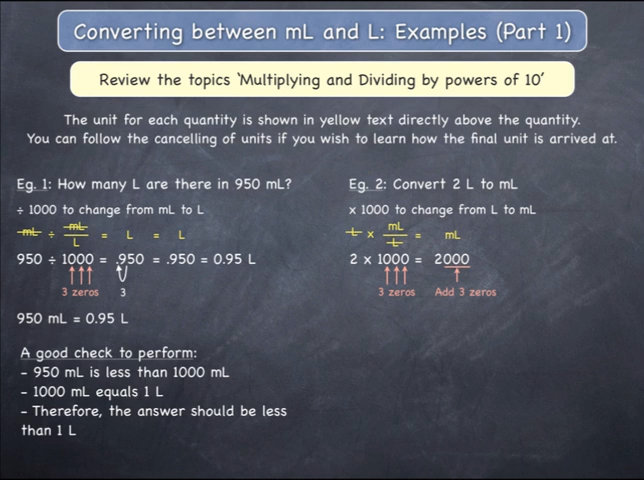 Converting between mL and L: Examples (Part 1)
Review the topics ‘Multiplying and Dividing by powers of 10’
The unit for each quantity is shown in yellow text directly above the quantity.
You can follow the cancelling of units if you wish to learn how the final unit is arrived at.
Eg. 1: How many L are there in 950 mL?
÷ 1000 to change from mL to L
mL ÷ mL/L = L = L
950 ÷ 1000 = .950 = .950 = 0.95 L
3 zeros 3
950 mL = 0.95 L
A good check to perform:
- 950 mL is less than 1000 mL
- 1000 mL equals 1 L
- Therefore, the answer should be less
than 1 L
Eg. 2: Convert 2 L to mL
x 1000 to change from L to mL
L x mL/L = mL
2 x 1000 = 2000
3 zeros Add 3 zeros